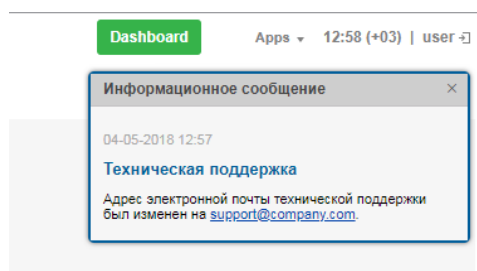 Dashboard Apps 12:58 (+03) | user
Информационное сообщение
04-05-2018 12:57
Техническая поддержка
Адрес электронной почты технической поддержки
был изменен на support@company.com.